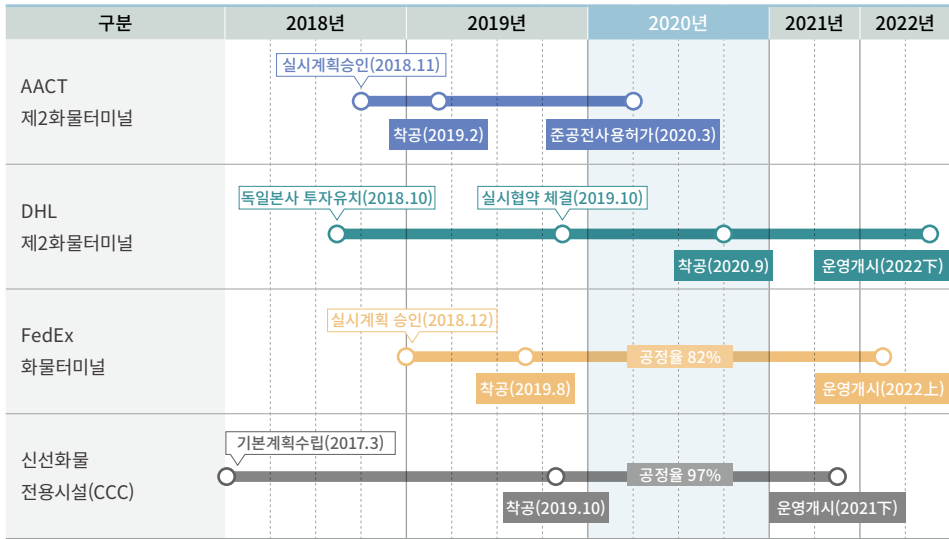 구분 2018년 2019년 2020년 2021년 2022년
AACT
제2화물터미널
실시계획승인(2018.11)
착공(2019.2) 준공전사용허가(2020.3)
DHL
제2화물터미널
독일본사 투자유치(2018.10) 실시협약 체결(2019.10)
착공(2020.9) 운영개시(2022下)
FedEx
화물터미널
실시계획 승인(2018.12)
공정율 82%
착공(2019.8) 운영개시(2022上)
신선화물
전용시설(CCC)
기본계획수립(2017.3)
공정율 97%
착공(2019.10) 운영개시(2021下)